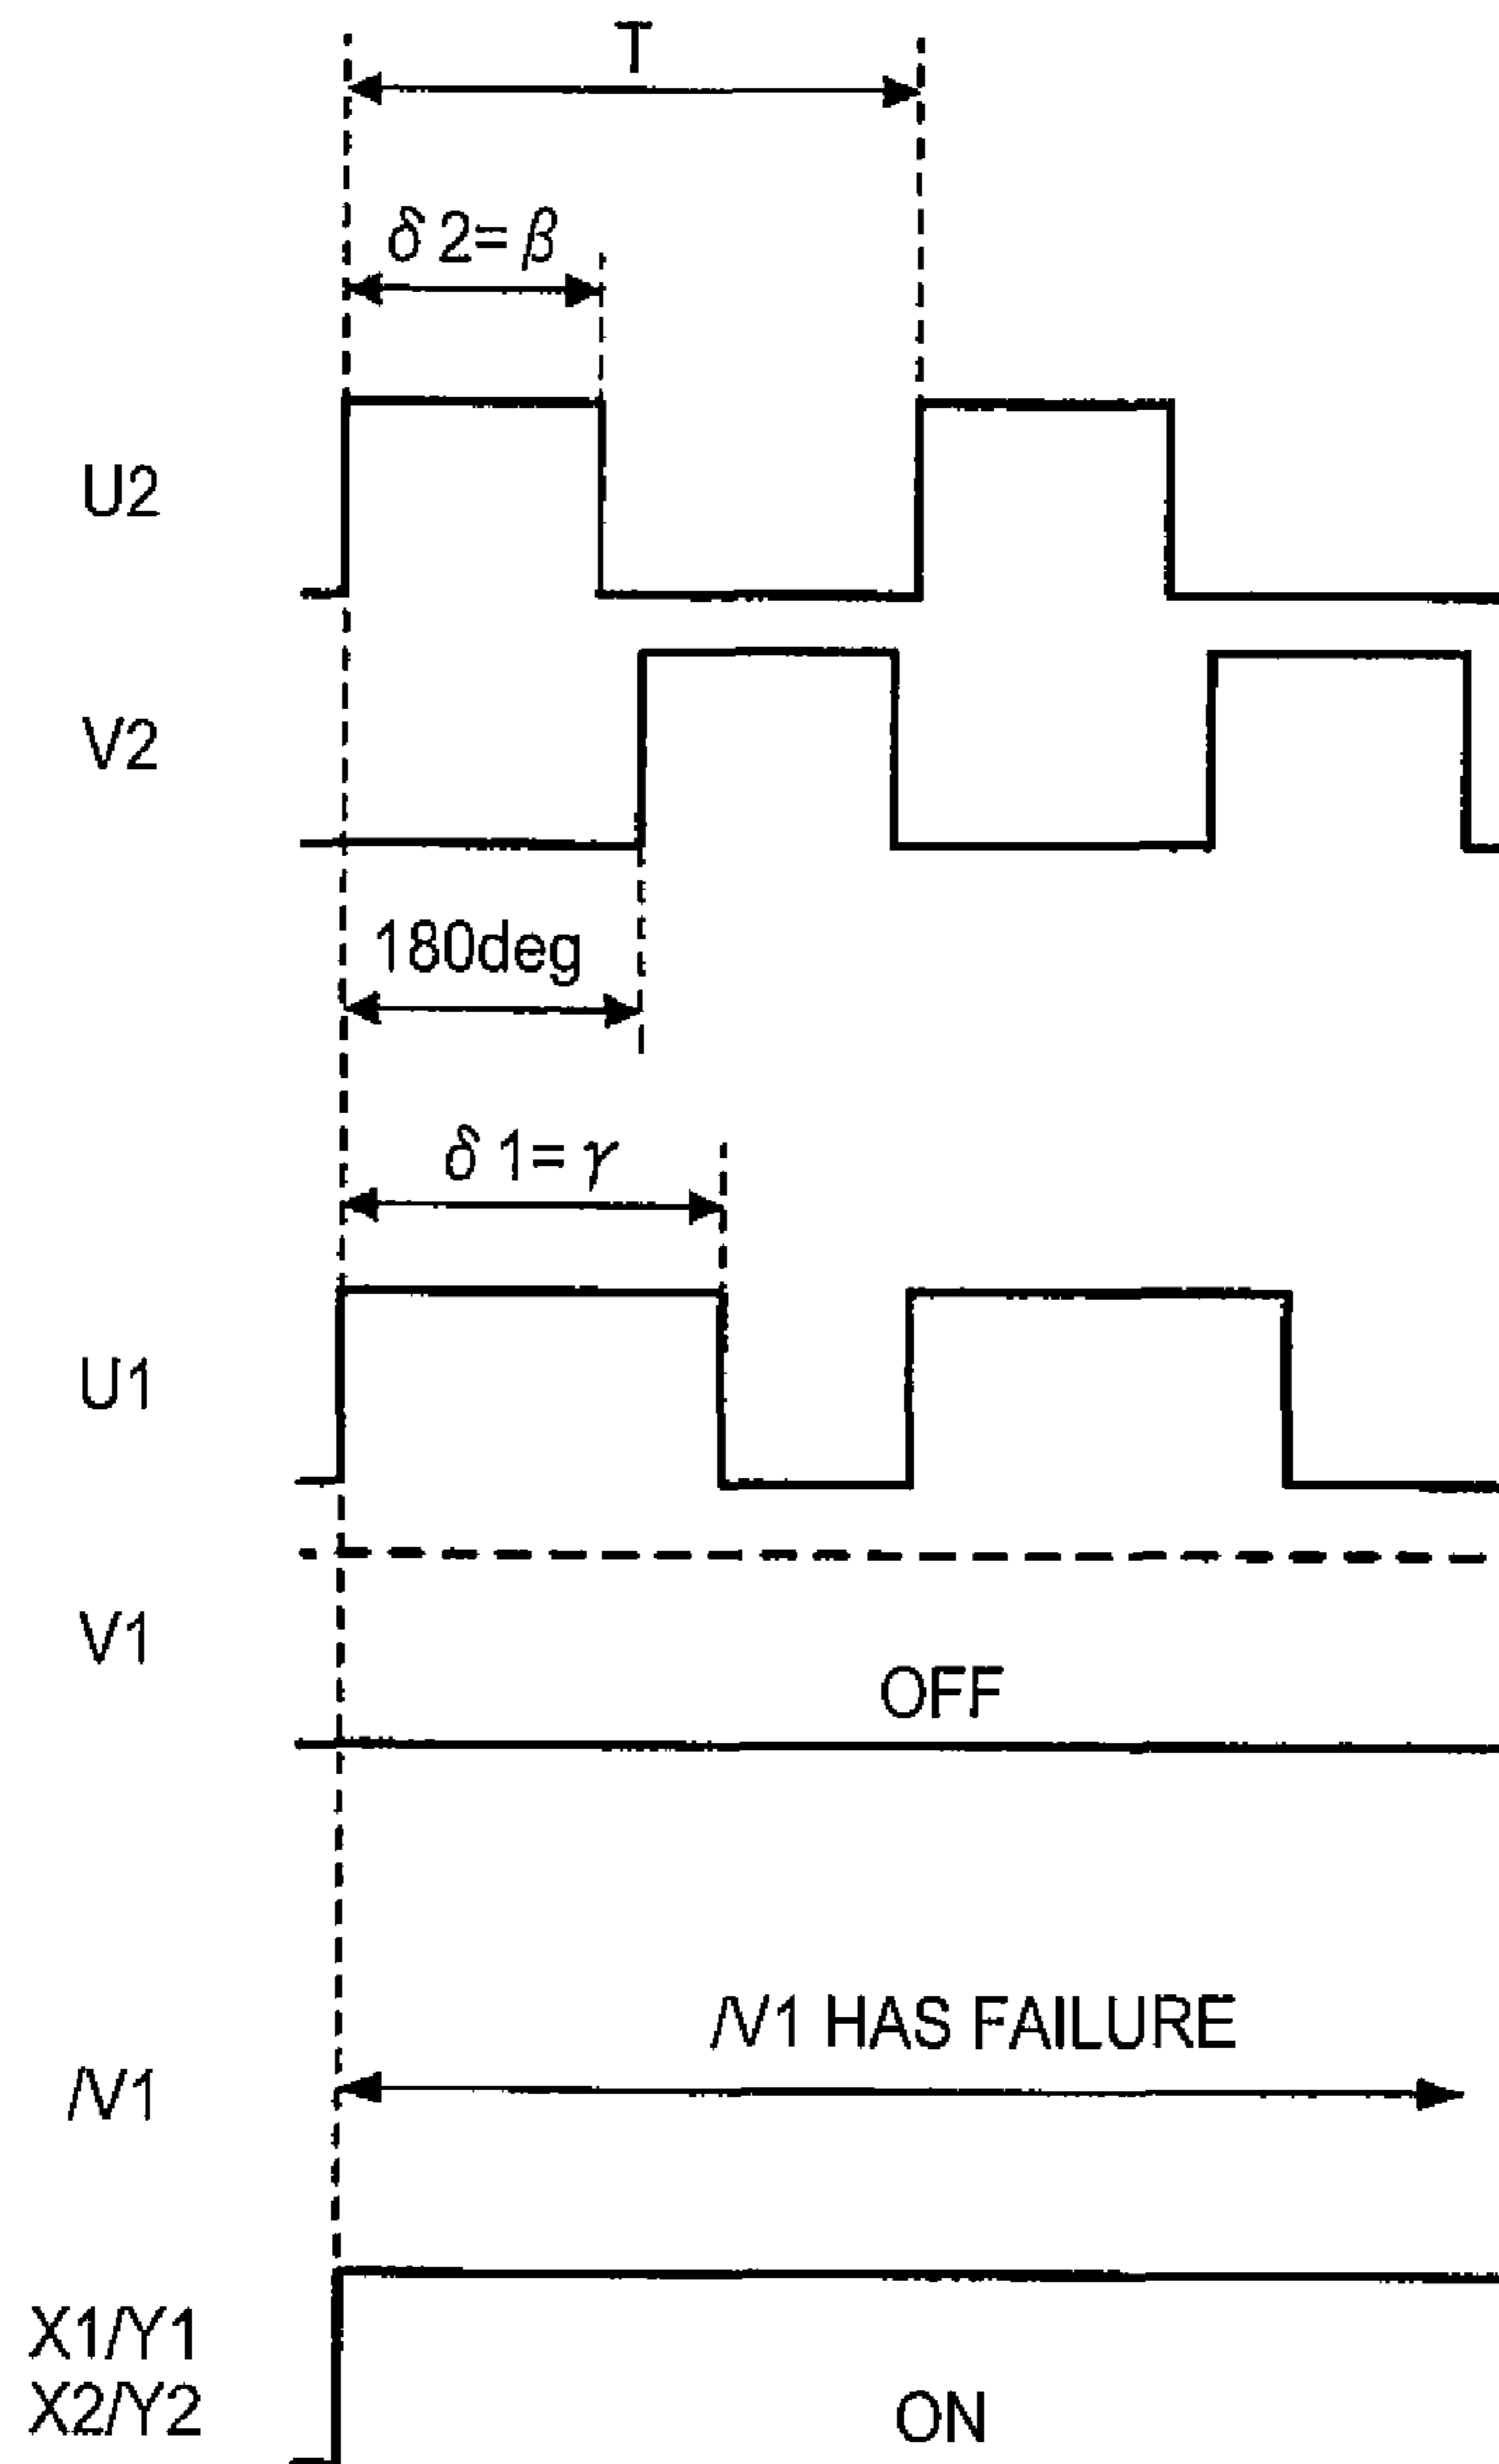 T
δ2=β
U2
V2
180deg
δ1=γ
U1
V1
OFF
/V1 HAS FAILURE
/V1
X1/Y1
X2/Y2
ON